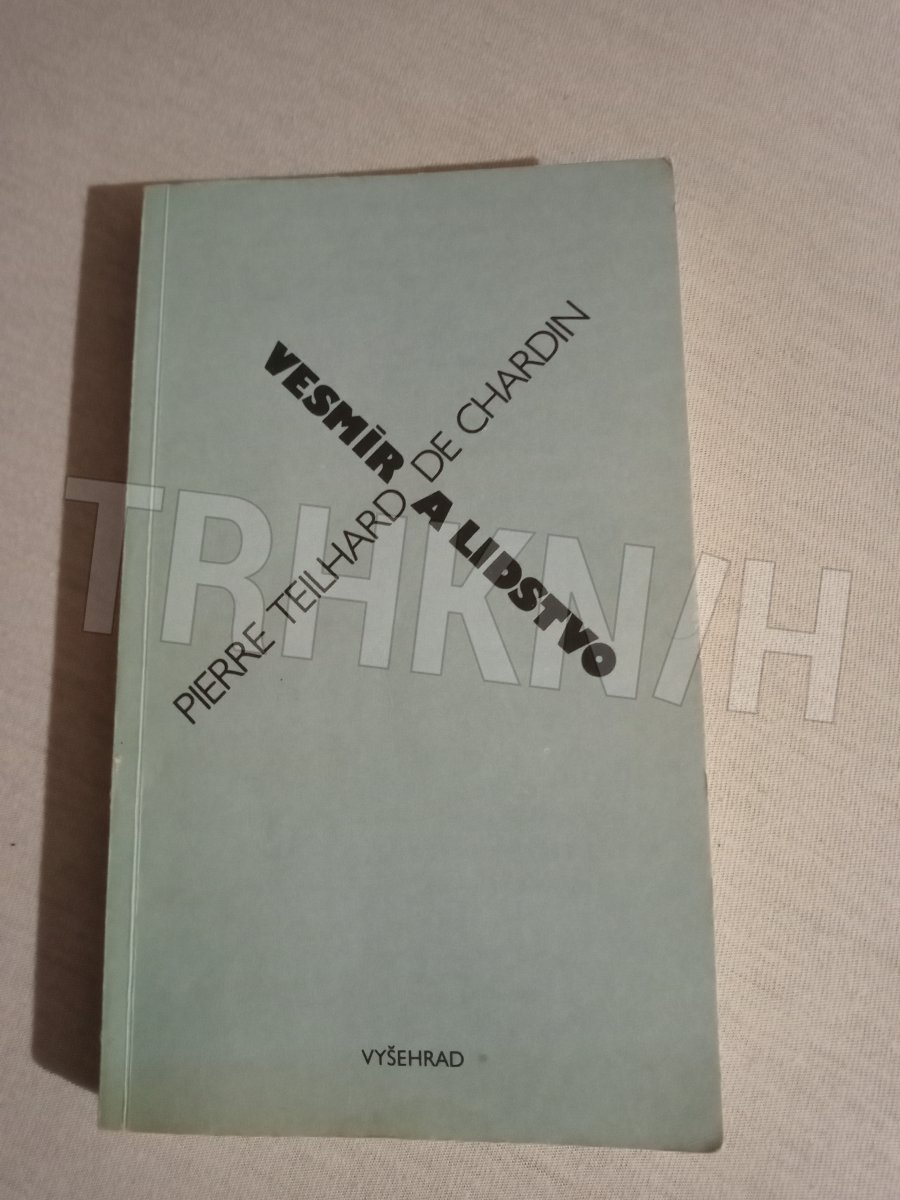 VESMÍR A LIDSTVO
PIERRE TEILHARD DE CHARDIN
TRHKNIH
VYŠEHRAD